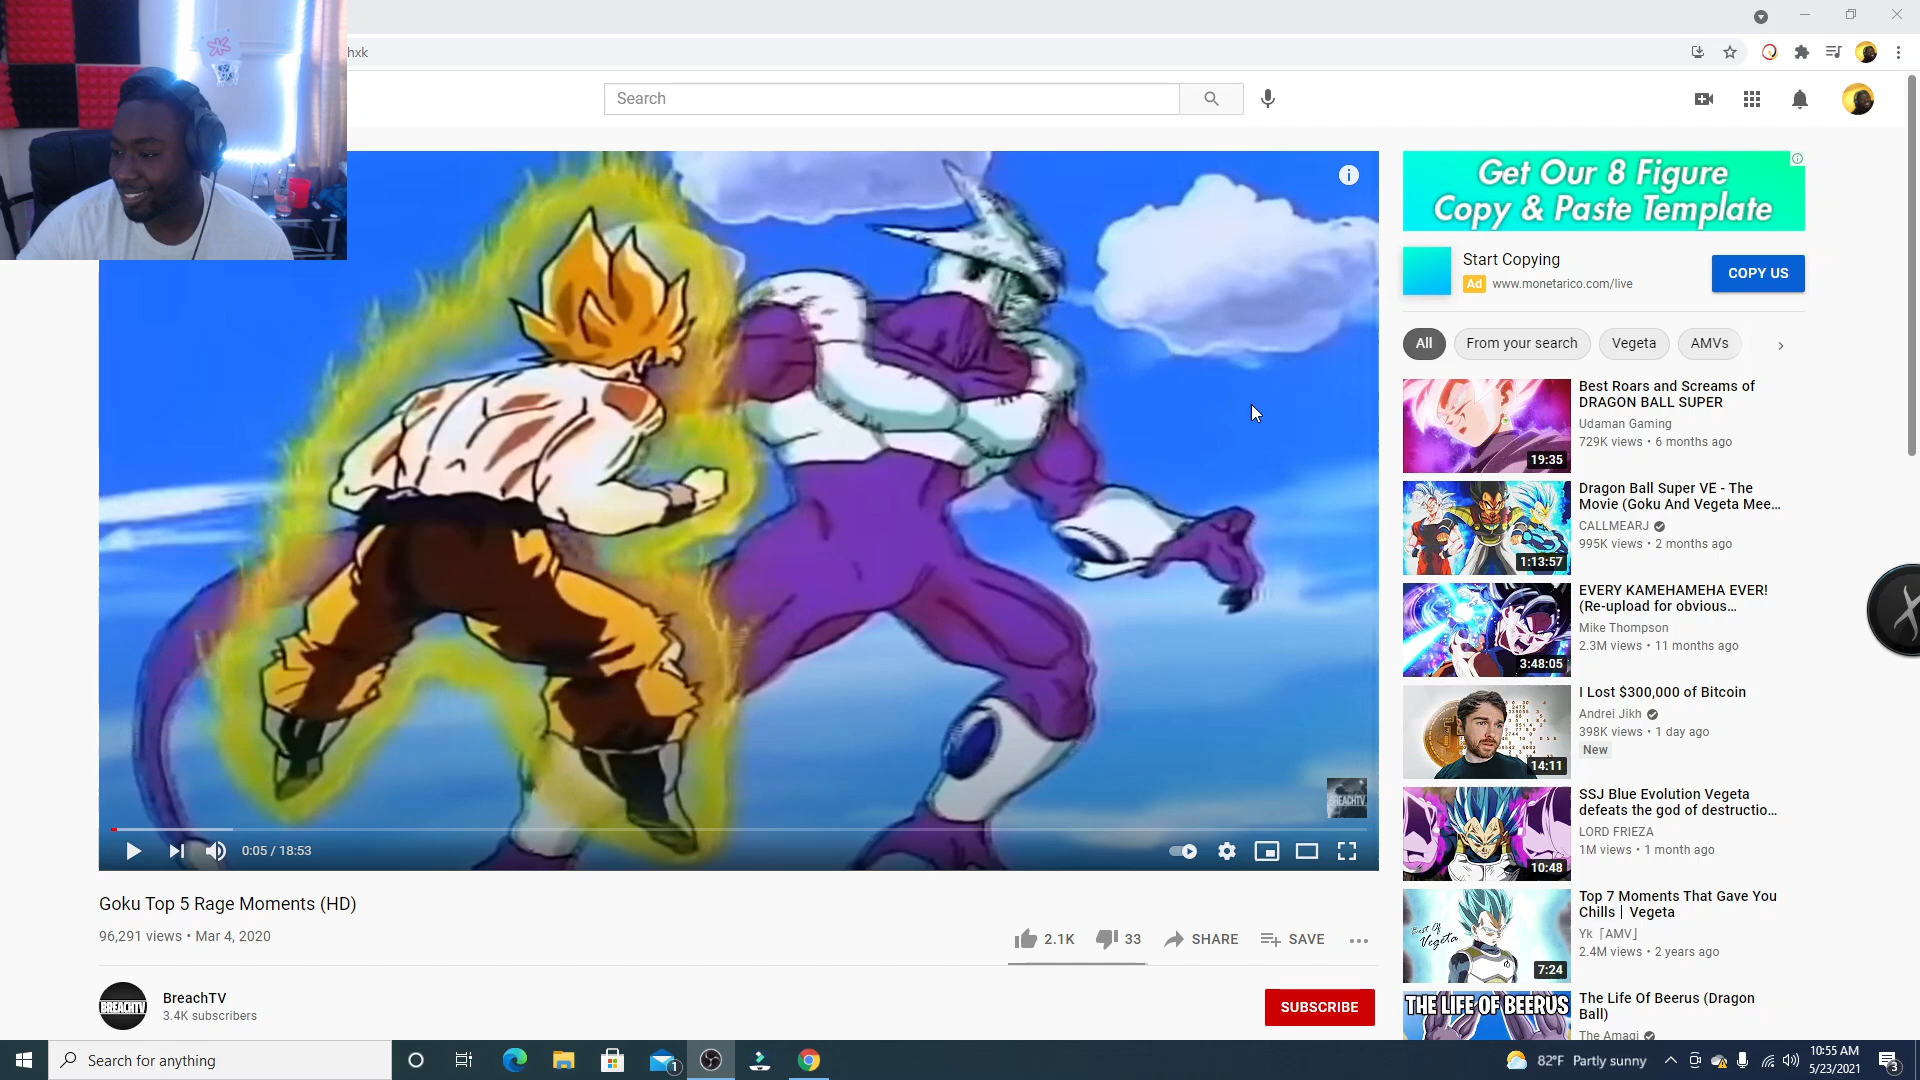 hxk
Search
Get Our 8 Figure
Copy & Paste Template
Start Copying
Ad www.monetarico.com/live
COPY US
All
From your search
Vegeta
AMVs
Best Roars and Screams of
DRAGON BALL SUPER
Udaman Gaming
729K views • 6 months ago
19:35
Dragon Ball Super VE - The
Movie (Goku And Vegeta Mee...
CALLMEARJ
995K views • 2 months ago
1:13:57
EVERY KAMEHAMEHA EVER!
(Re-upload for obvious...
Mike Thompson
2.3M views • 11 months ago
3:48:05
I Lost $300,000 of Bitcoin
Andrei Jikh
398K views • 1 day ago
New
14:11
SSJ Blue Evolution Vegeta
defeats the god of destructio...
LORD FRIEZA
1M views • 1 month ago
10:48
Top 7 Moments That Gave You
Chills | Vegeta
Yk「AMV」
2.4M views • 2 years ago
Best Of
Vegeta
7:24
THE LIFE OF BEERUS
The Life Of Beerus (Dragon
Ball)
The Amagi
BREACHTV
0:05 / 18:53
Goku Top 5 Rage Moments (HD)
96,291 views • Mar 4, 2020
2.1K
33
SHARE
SAVE
BREACHTV
BreachTV
3.4K subscribers
SUBSCRIBE
Search for anything
1
82°F Partly sunny
10:55 AM
5/23/2021
3